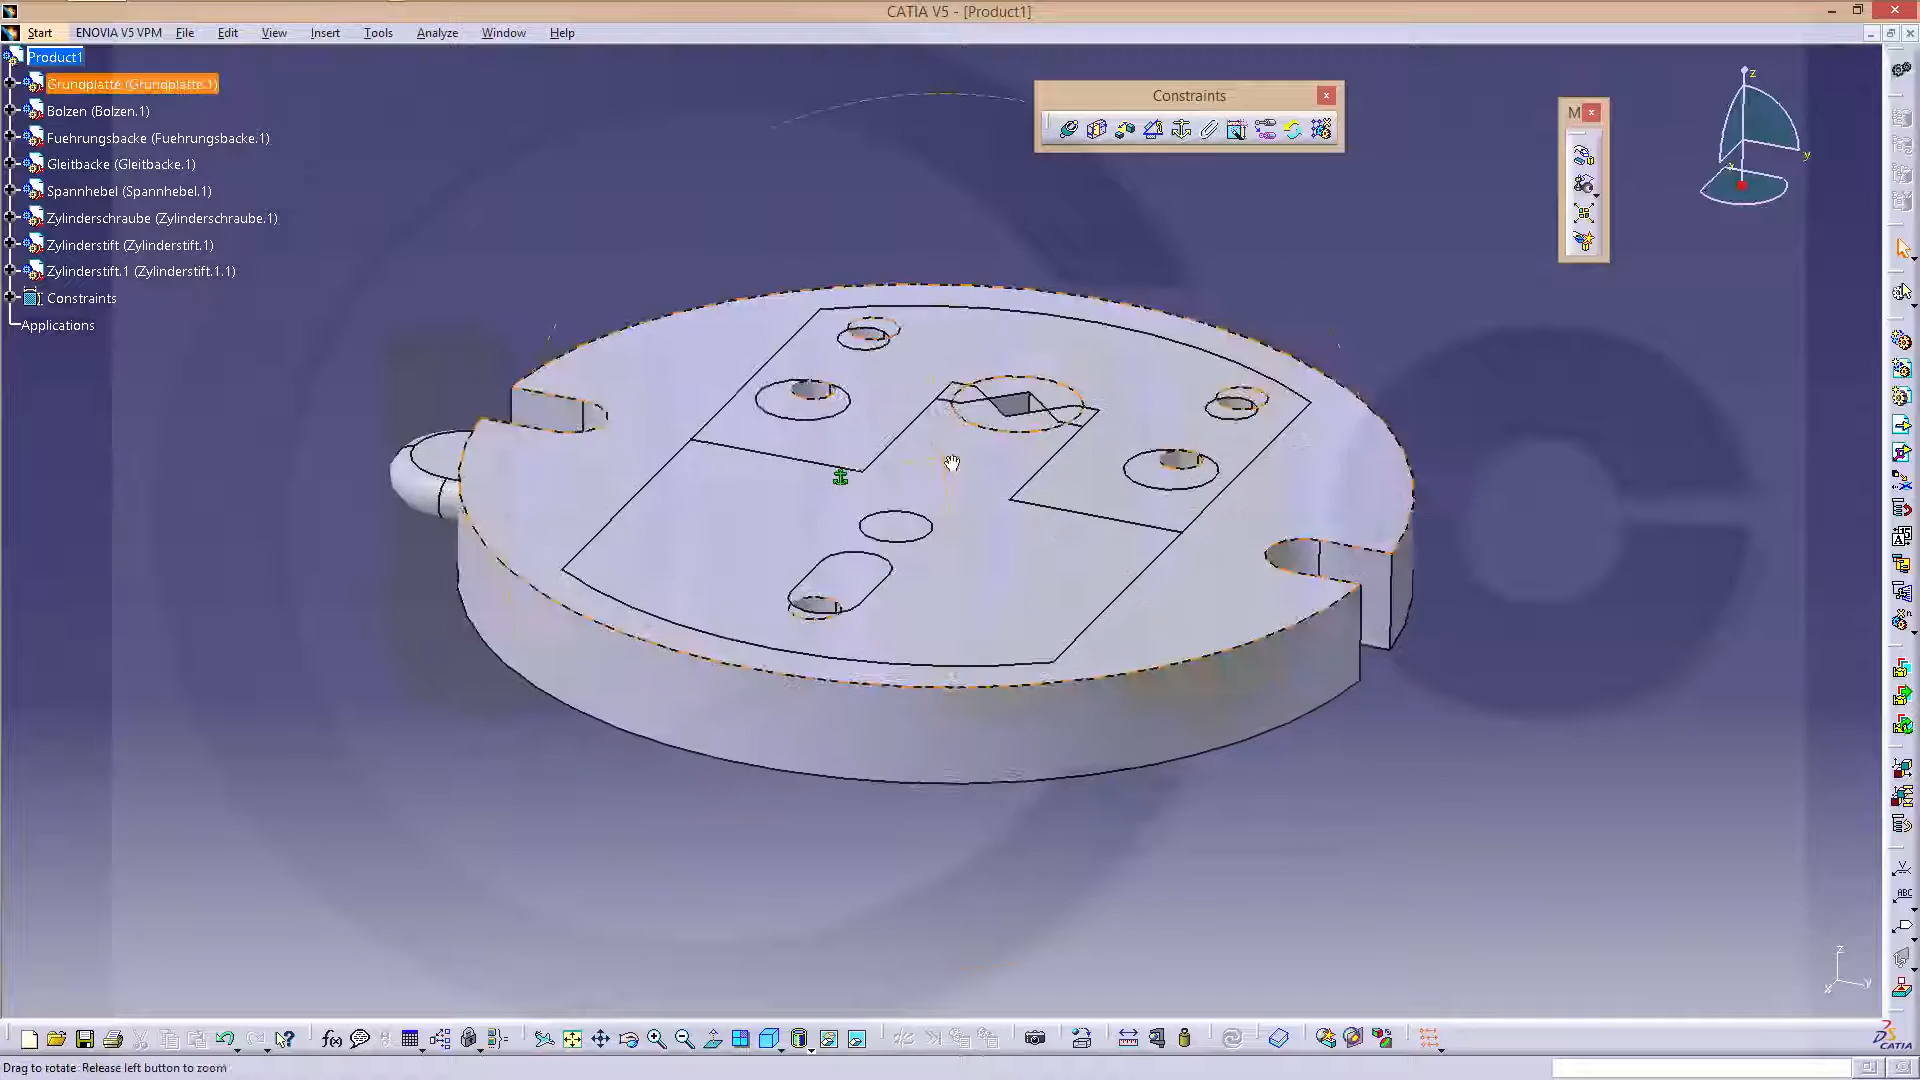 CATIA V5 - [Product1]
Start ENOVIA V5 VPM File Edit View Insert Tools Analyze Window Help
Product1
Grundplatte (Grundplatte.1)
Bolzen (Bolzen.1)
Fuehrungsbacke (Fuehrungsbacke.1)
Gleitbacke (Gleitbacke.1)
Spannhebel (Spannhebel.1)
Zylinderschraube (Zylinderschraube.1)
Zylinderstift (Zylinderstift.1)
Zylinderstift.1 (Zylinderstift.1.1)
Constraints
Applications
Constraints
M
z
y
x
z
y
x
ABC
f(x)
CATIA
Drag to rotate: Release left button to zoom